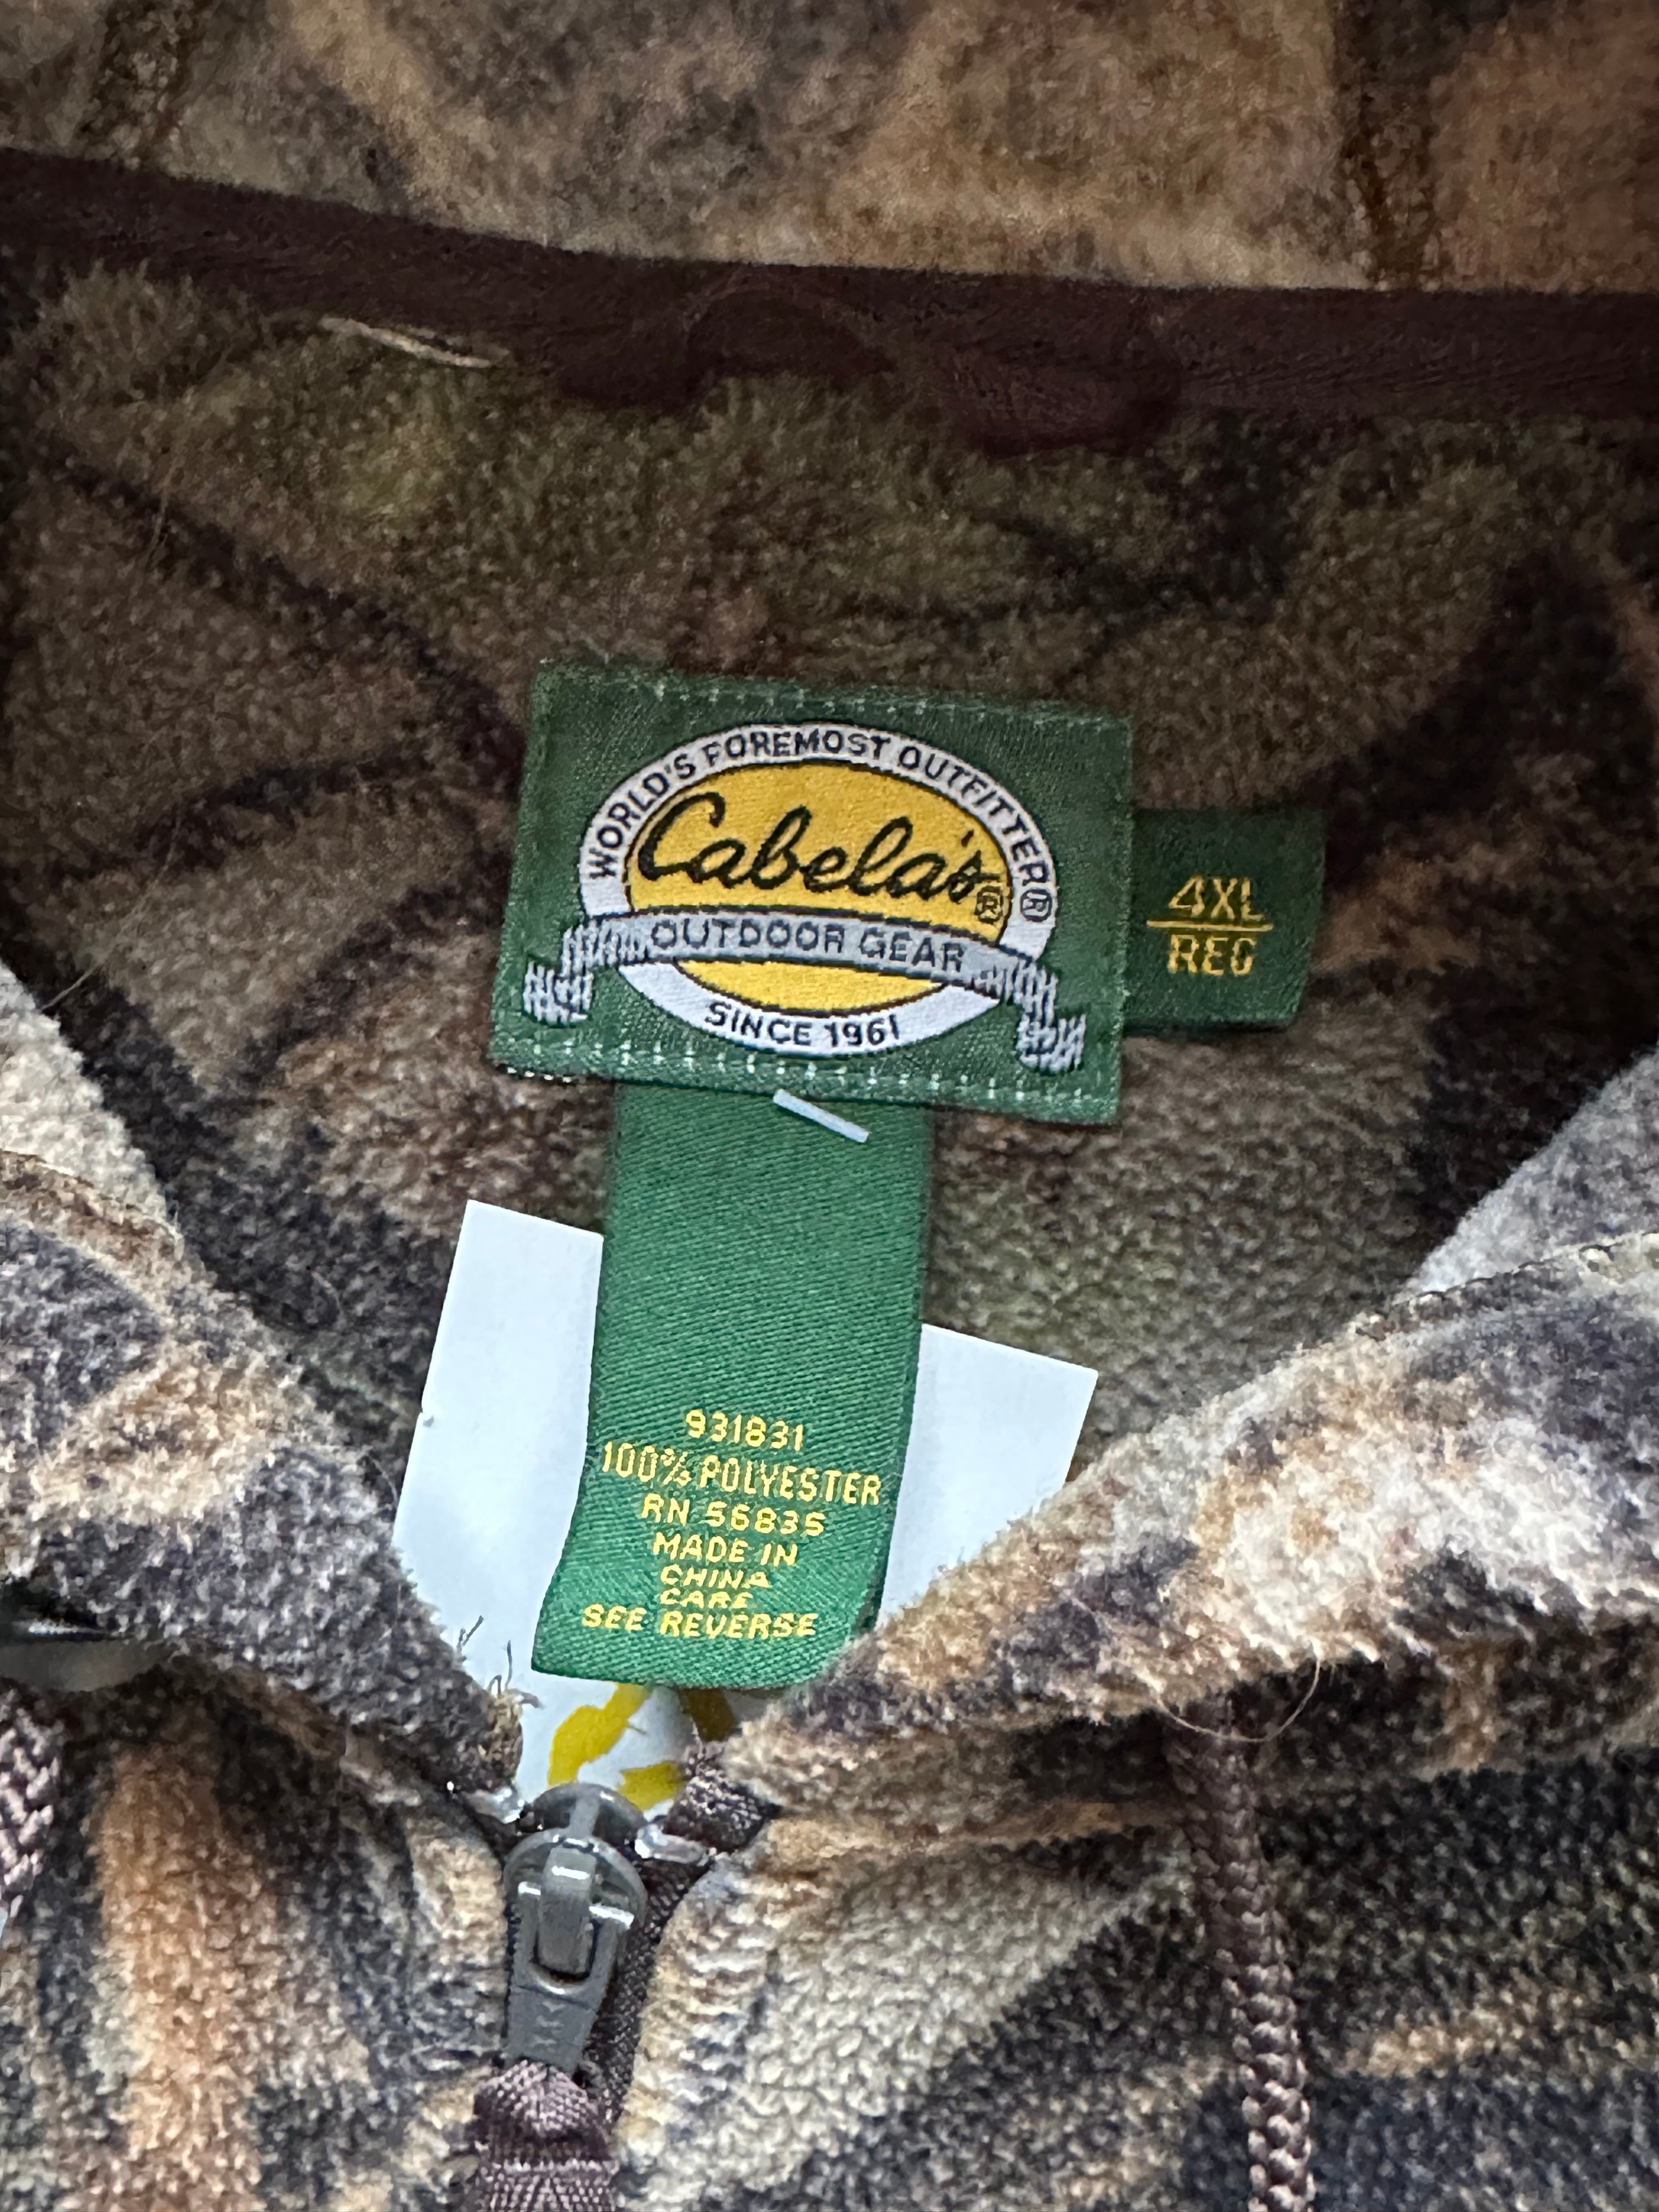 WORLD'S FOREMOST OUTFITTER®
Cabela's®
OUTDOOR GEAR
SINCE 1961
4XL
REG
931831
100% POLYESTER
RN 56835
MADE IN
CHINA
CARE
SEE REVERSE